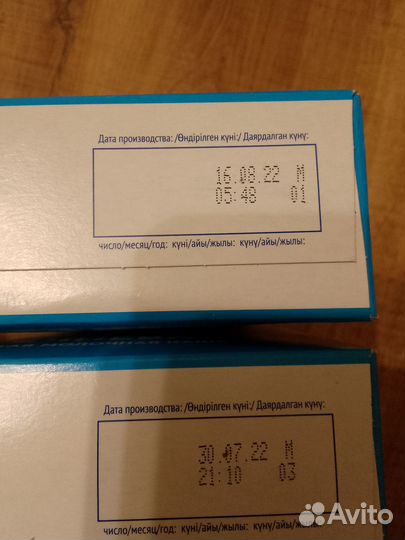 Дата производства: /Өндірілген күні:/ Даярдалган күнү:
16.08.22 М
05:48 01
число/месяц/год: күні/айы/жылы: күнү/айы/жылы:
Дата производства: /Өндірілген күні:/ Даярдалган күнү:
30.07.22 М
21:10 03
число/месяц/год: күні/айы/жылы: күнү/айы/жылы:
Avito